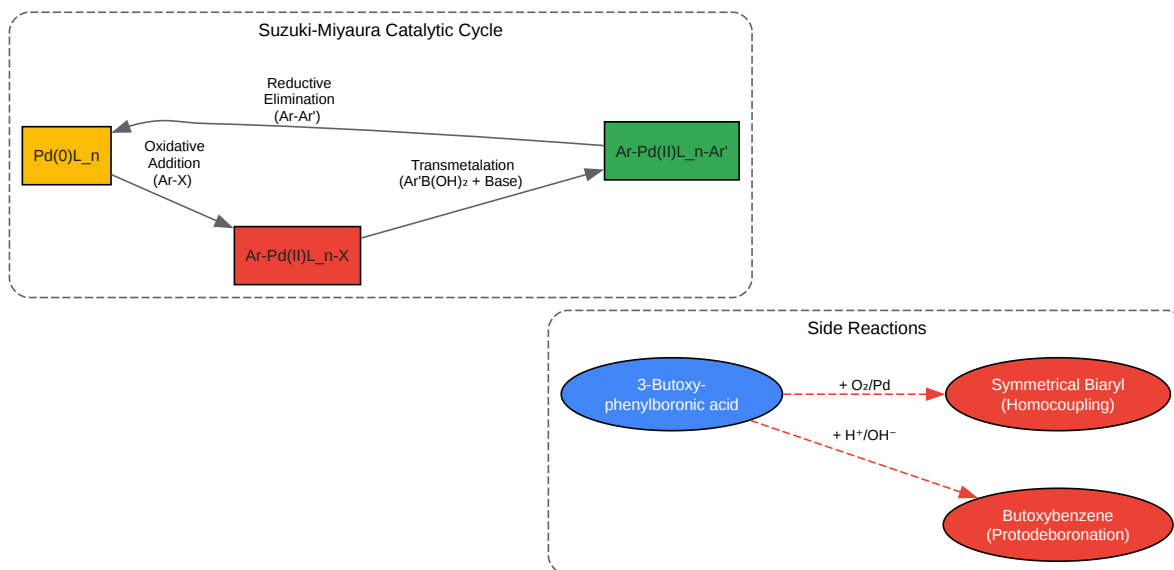 Suzuki-Miyaura Catalytic Cycle
Reductive
Elimination
(Ar-Ar')
Pd(0)L_n
Oxidative
Addition
(Ar-X)
Ar-Pd(II)L_n-Ar'
Transmetalation
(Ar'B(OH)₂ + Base)
Ar-Pd(II)L_n-X
Side Reactions
3-Butoxy-
phenylboronic acid
+ O₂/Pd
Symmetrical Biaryl
(Homocoupling)
+ H⁺/OH⁻
Butoxybenzene
(Protodeboronation)